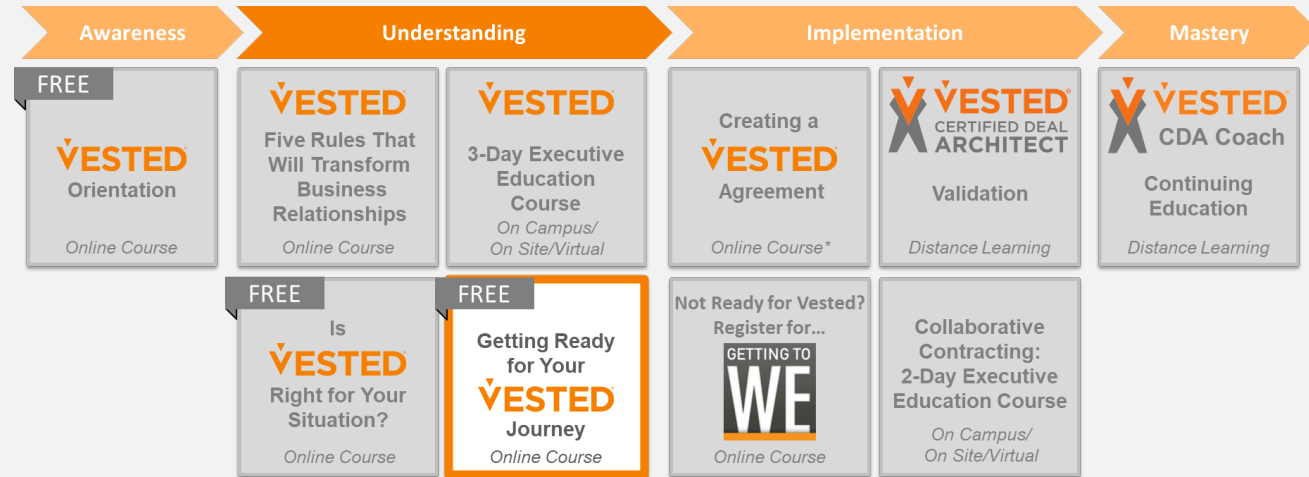 Awareness
Understanding
Implementation
Mastery
FREE
VESTED
Orientation
Online Course
VESTED®
Five Rules That
Will Transform
Business
Relationships
Online Course
VESTED®
3-Day Executive
Education
Course
On Campus/
On Site/Virtual
Creating a
VESTED®
Agreement
Online Course*
VESTED®
CERTIFIED DEAL
ARCHITECT
Validation
Distance Learning
VESTED®
CDA Coach
Continuing
Education
Distance Learning
FREE
Is
VESTED®
Right for Your
Situation?
Online Course
FREE
Getting Ready
for Your
VESTED®
Journey
Online Course
Not Ready for Vested?
Register for...
GETTING TO
WE
Online Course
Collaborative
Contracting:
2-Day Executive
Education Course
On Campus/
On Site/Virtual